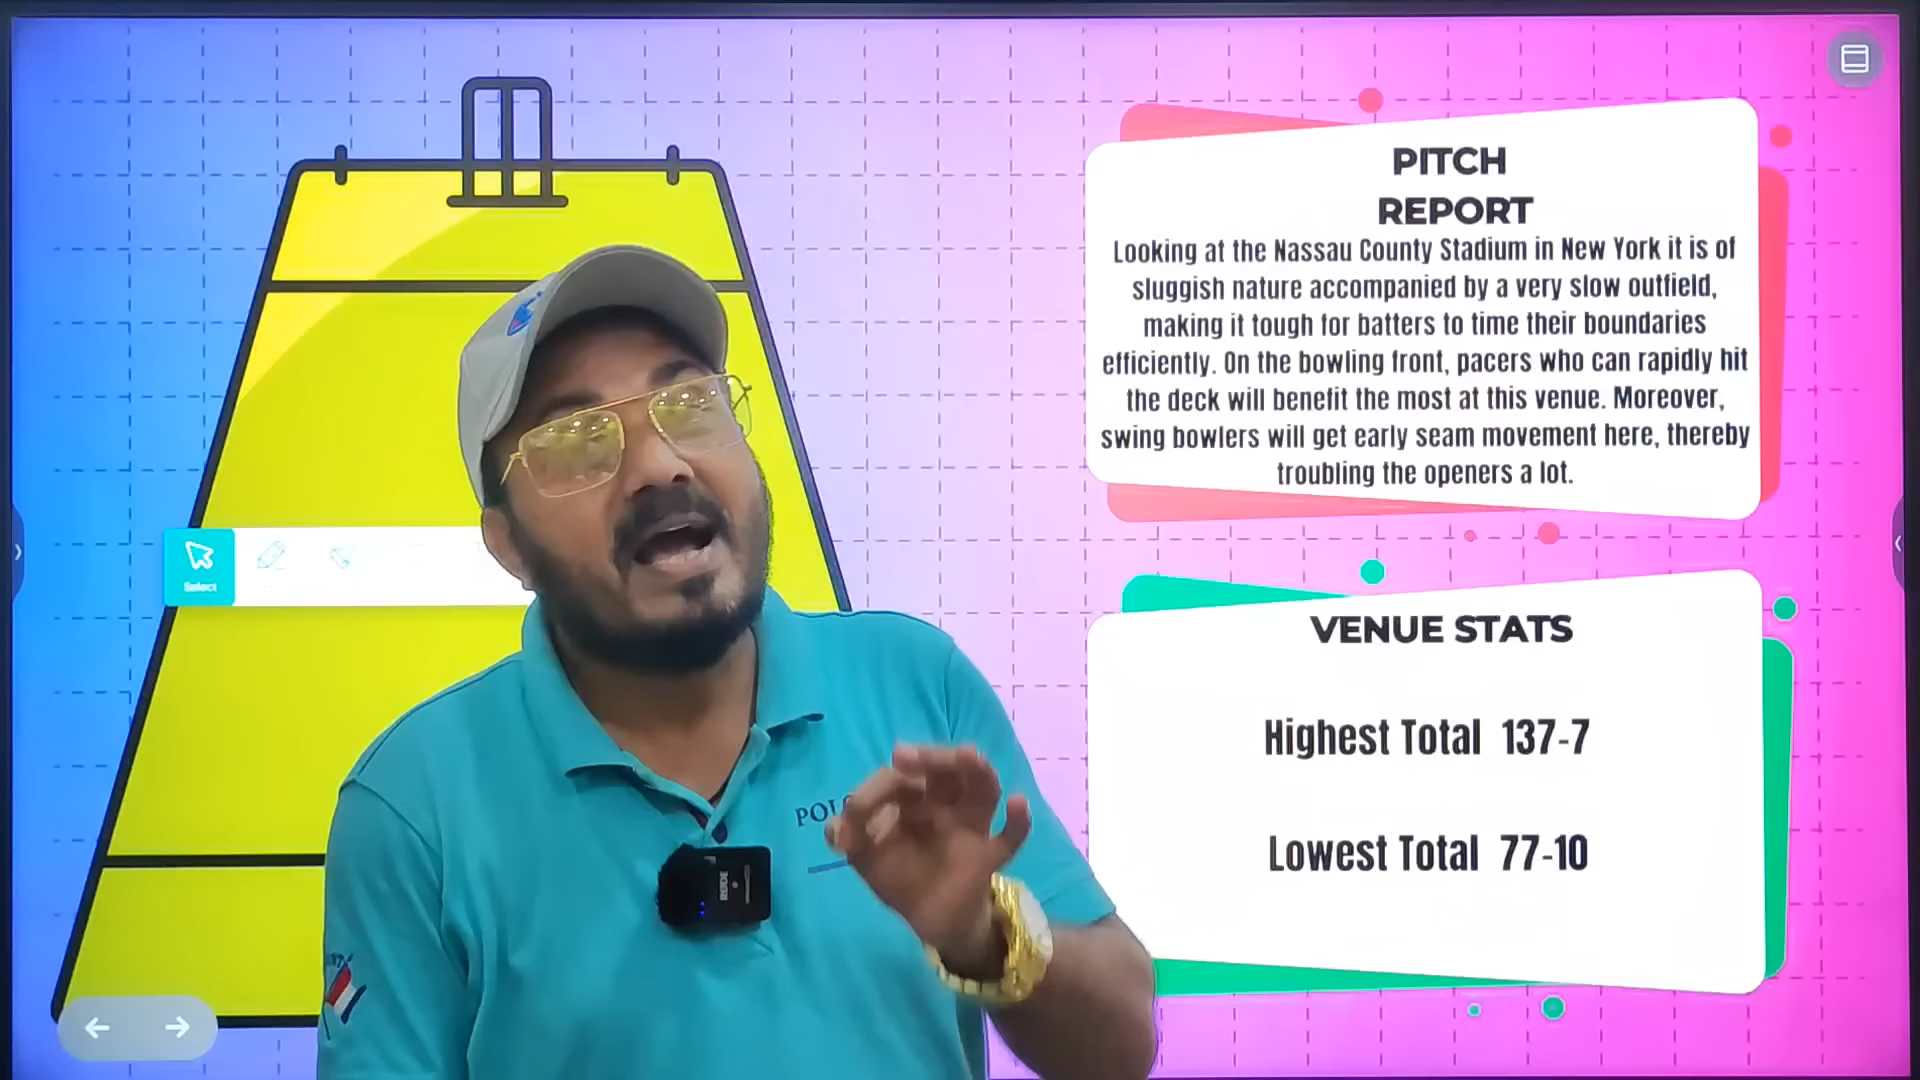 PITCH
REPORT
Looking at the Nassau County Stadium in New York it is of
sluggish nature accompanied by a very slow outfield,
making it tough for batters to time their boundaries
efficiently. On the bowling front, pacers who can rapidly hit
the deck will benefit the most at this venue. Moreover,
swing bowlers will get early seam movement here, thereby
troubling the openers a lot.
Select
VENUE STATS
Highest Total 137-7
Lowest Total 77-10
POLO
RØDE